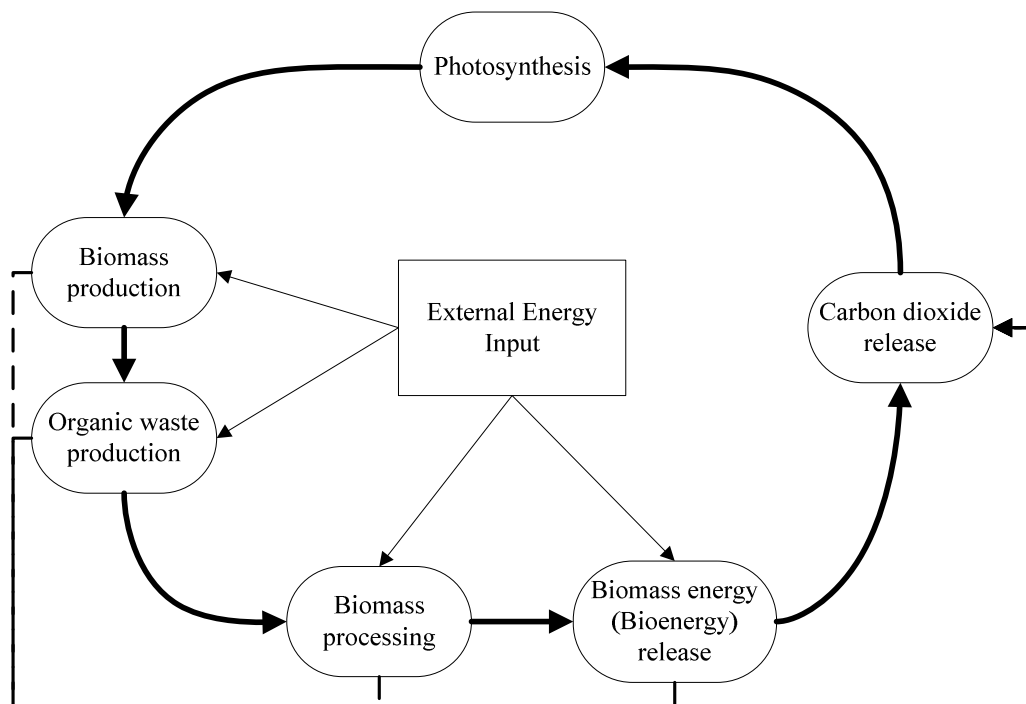 Photosynthesis
Biomass
production
External Energy
Input
Carbon dioxide
release
Organic waste
production
Biomass
processing
Biomass energy
(Bioenergy)
release